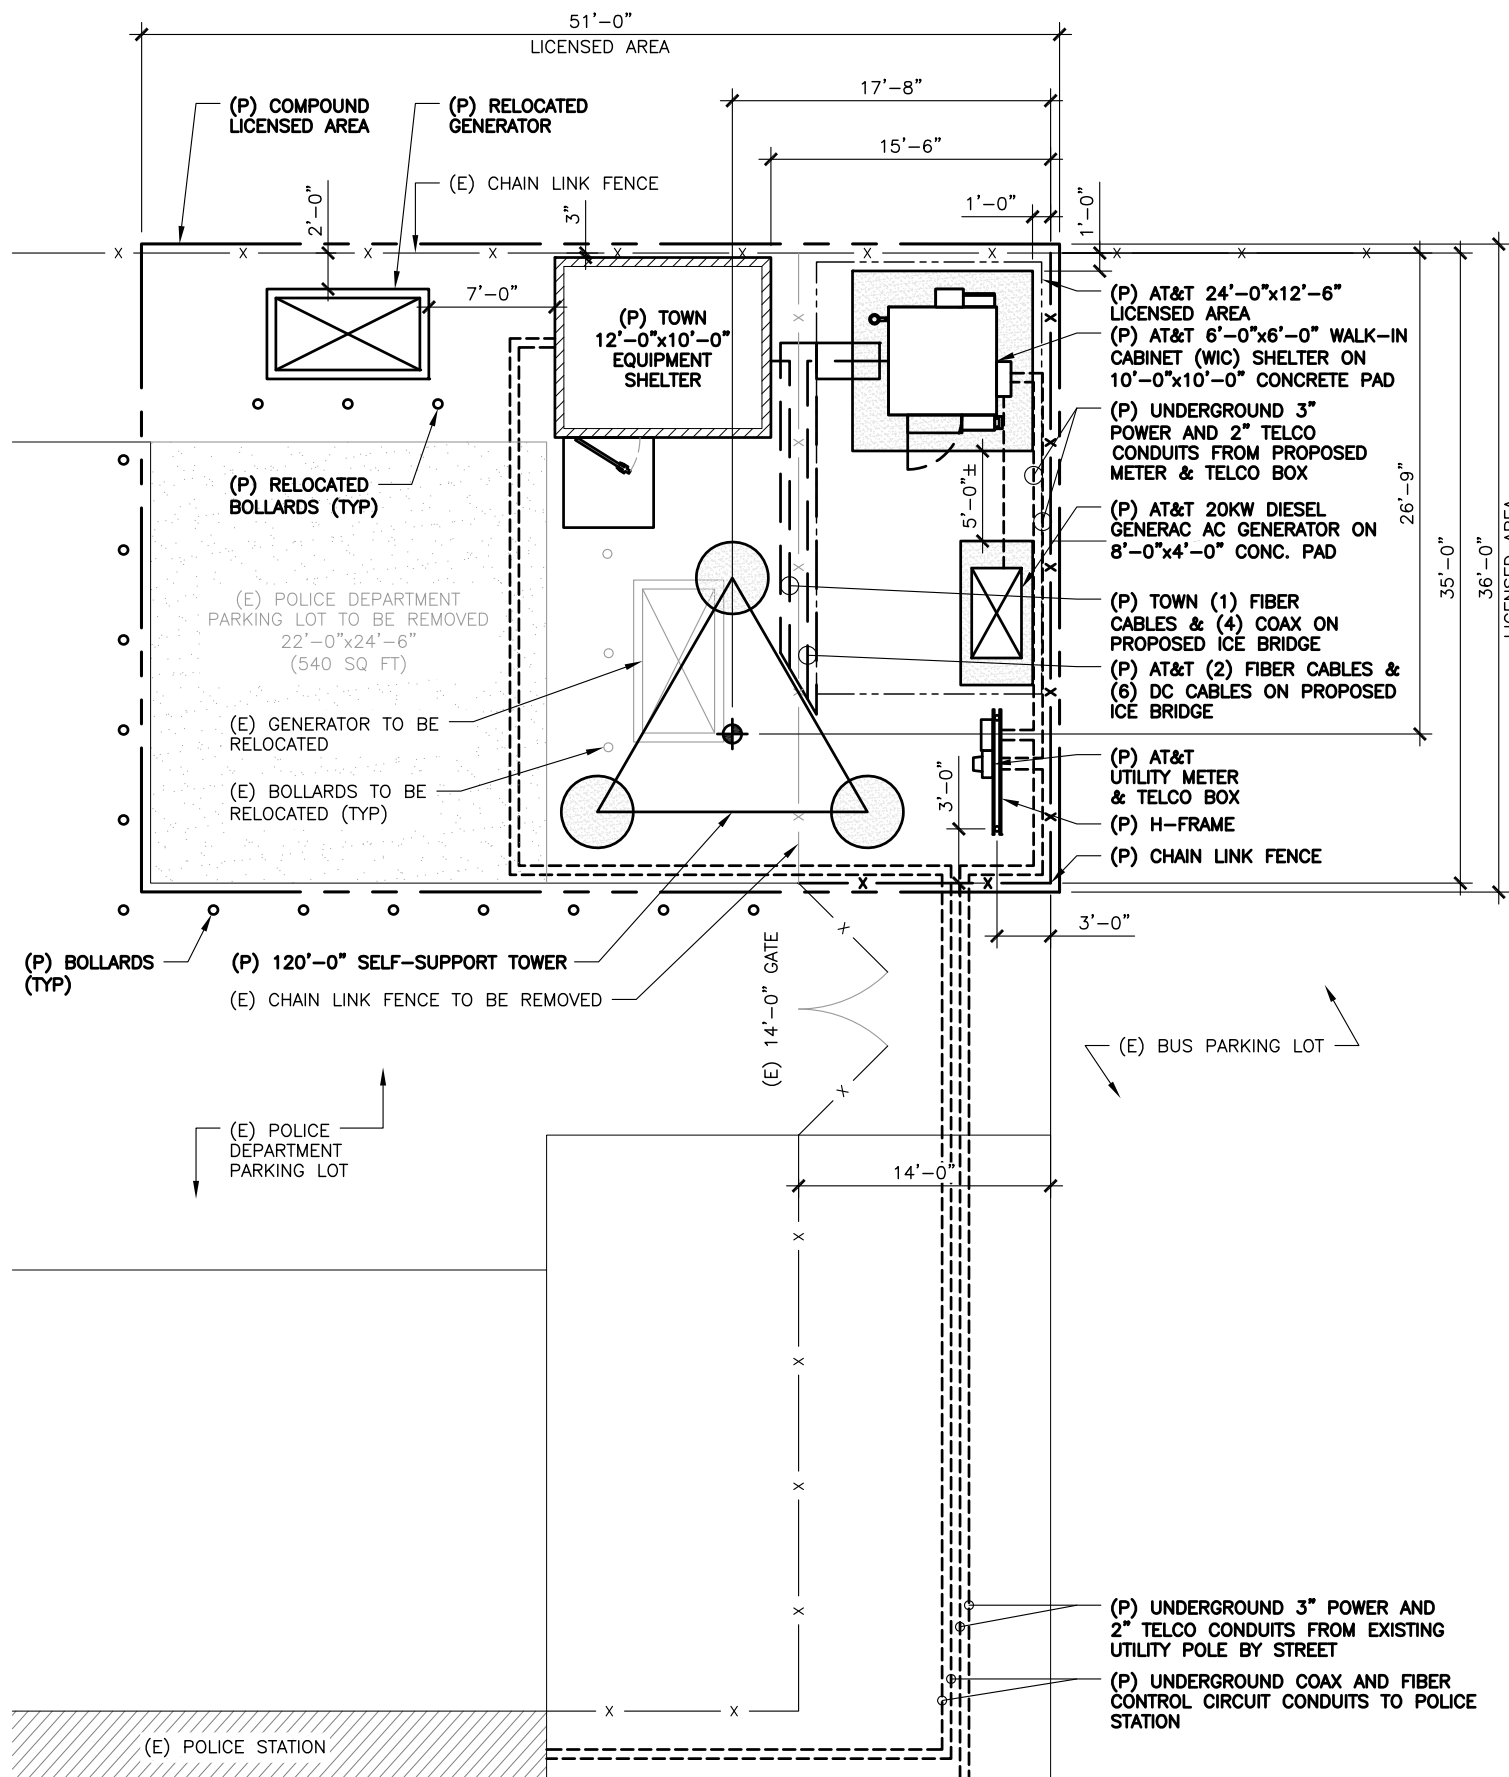 51'-0"
LICENSED AREA
17'-8"
(P) COMPOUND
LICENSED AREA
(P) RELOCATED
GENERATOR
15'-6"
(E) CHAIN LINK FENCE
2'-0"
3"
1'-0"
1'-0"
X X X X X X X X X X X
7'-0"
(P) TOWN
12'-0"x10'-0"
EQUIPMENT
SHELTER
(P) AT&T 24'-0"x12'-6"
LICENSED AREA
(P) AT&T 6'-0"x6'-0" WALK-IN
CABINET (WIC) SHELTER ON
10'-0"x10'-0" CONCRETE PAD
(P) UNDERGROUND 3"
POWER AND 2" TELCO
CONDUITS FROM PROPOSED
METER & TELCO BOX
(P) RELOCATED
BOLLARDS (TYP)
5'-0"±
26'-9"
35'-0"
36'-0"
LICENSED AREA
(P) AT&T 20KW DIESEL
GENERAC AC GENERATOR ON
8'-0"x4'-0" CONC. PAD
(E) POLICE DEPARTMENT
PARKING LOT TO BE REMOVED
22'-0"x24'-6"
(540 SQ FT)
(P) TOWN (1) FIBER
CABLES & (4) COAX ON
PROPOSED ICE BRIDGE
(P) AT&T (2) FIBER CABLES &
(6) DC CABLES ON PROPOSED
ICE BRIDGE
(E) GENERATOR TO BE
RELOCATED
(P) AT&T
UTILITY METER
& TELCO BOX
(E) BOLLARDS TO BE
RELOCATED (TYP)
3'-0"
(P) H-FRAME
(P) CHAIN LINK FENCE
3'-0"
(P) BOLLARDS
(TYP)
(P) 120'-0" SELF-SUPPORT TOWER
(E) CHAIN LINK FENCE TO BE REMOVED
(E) 14'-0" GATE
(E) BUS PARKING LOT
(E) POLICE
DEPARTMENT
PARKING LOT
14'-0"
(P) UNDERGROUND 3" POWER AND
2" TELCO CONDUITS FROM EXISTING
UTILITY POLE BY STREET
(P) UNDERGROUND COAX AND FIBER
CONTROL CIRCUIT CONDUITS TO POLICE
STATION
(E) POLICE STATION